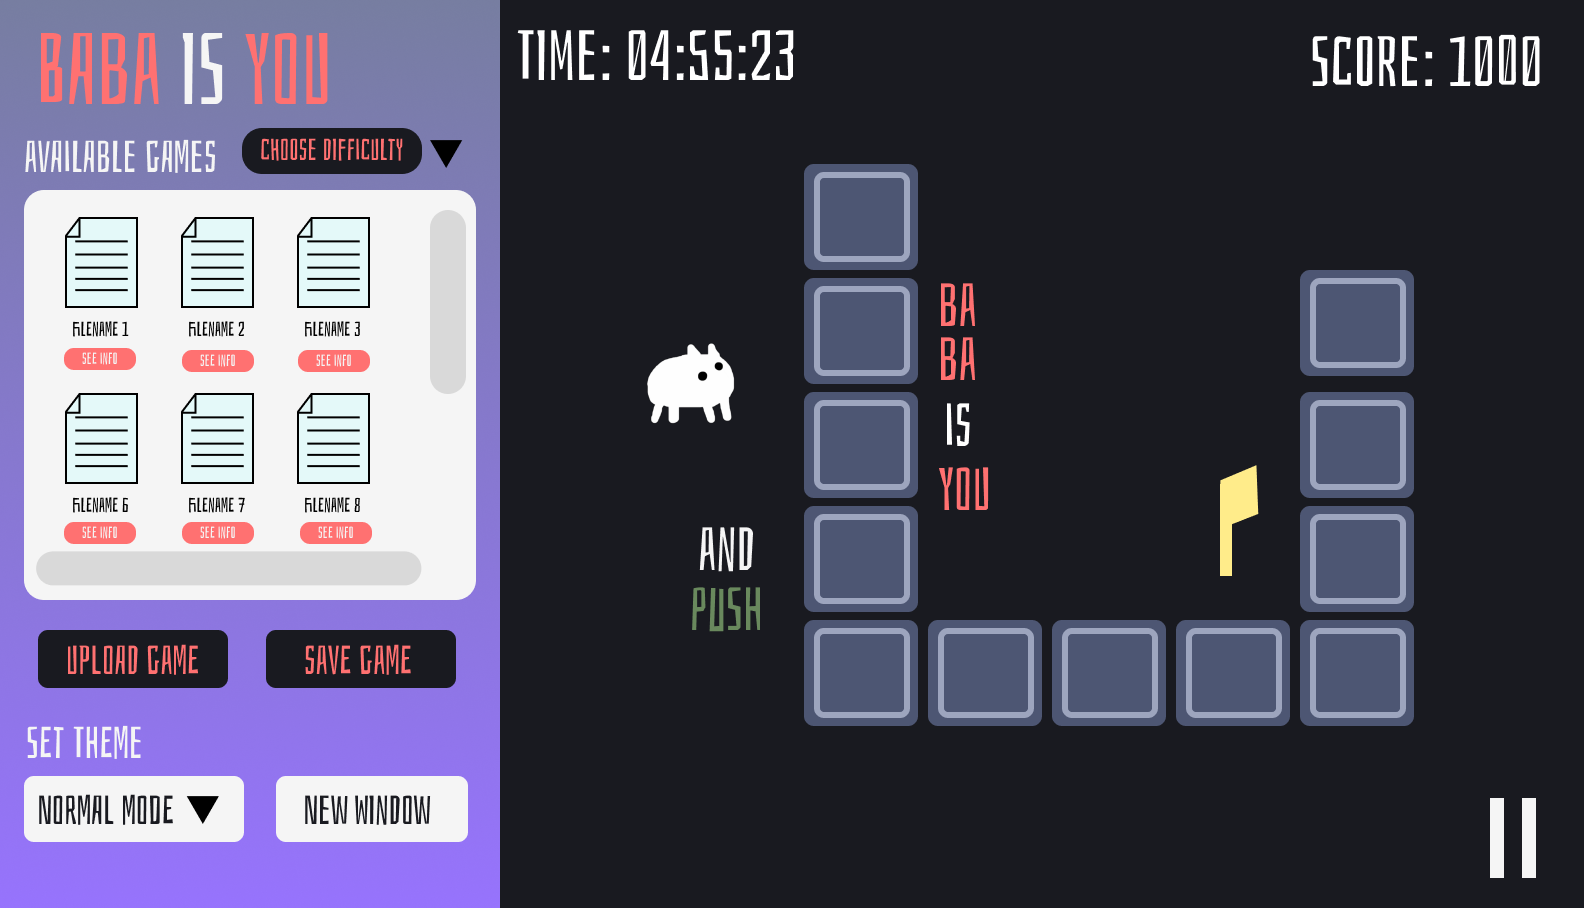 BABA IS YOU
AVAILABLE GAMES
CHOOSE DIFFICULTY
FILENAME 1
FILENAME 2
FILENAME 3
SEE INFO
SEE INFO
SEE INFO
FILENAME 6
FILENAME 7
FILENAME 8
SEE INFO
SEE INFO
SEE INFO
UPLOAD GAME
SAVE GAME
SET THEME
NORMAL MODE
NEW WINDOW
TIME: 04:55:23
SCORE: 1000
BA
BA
IS
YOU
AND
PUSH